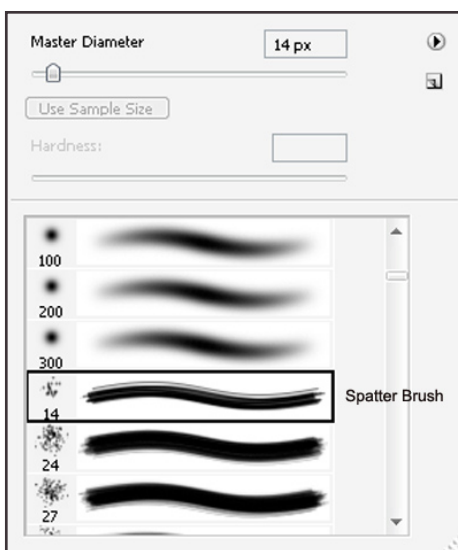 Master Diameter 14 px
Use Sample Size
Hardness:
100
200
300
14 Spatter Brush
24
27